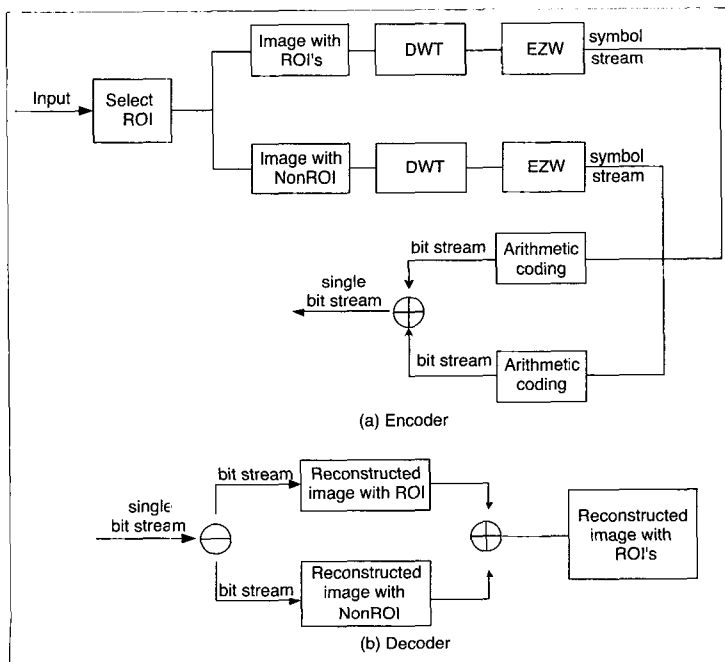 Input
Select
ROI
Image with
ROI's
DWT
EZW
symbol
stream
Image with
NonROI
DWT
EZW
symbol
stream
bit stream
Arithmetic
coding
single
bit stream
bit stream
Arithmetic
coding
(a) Encoder
single
bit stream
bit stream
Reconstructed
image with ROI
bit stream
Reconstructed
image with
NonROI
Reconstructed
image with
ROI's
(b) Decoder